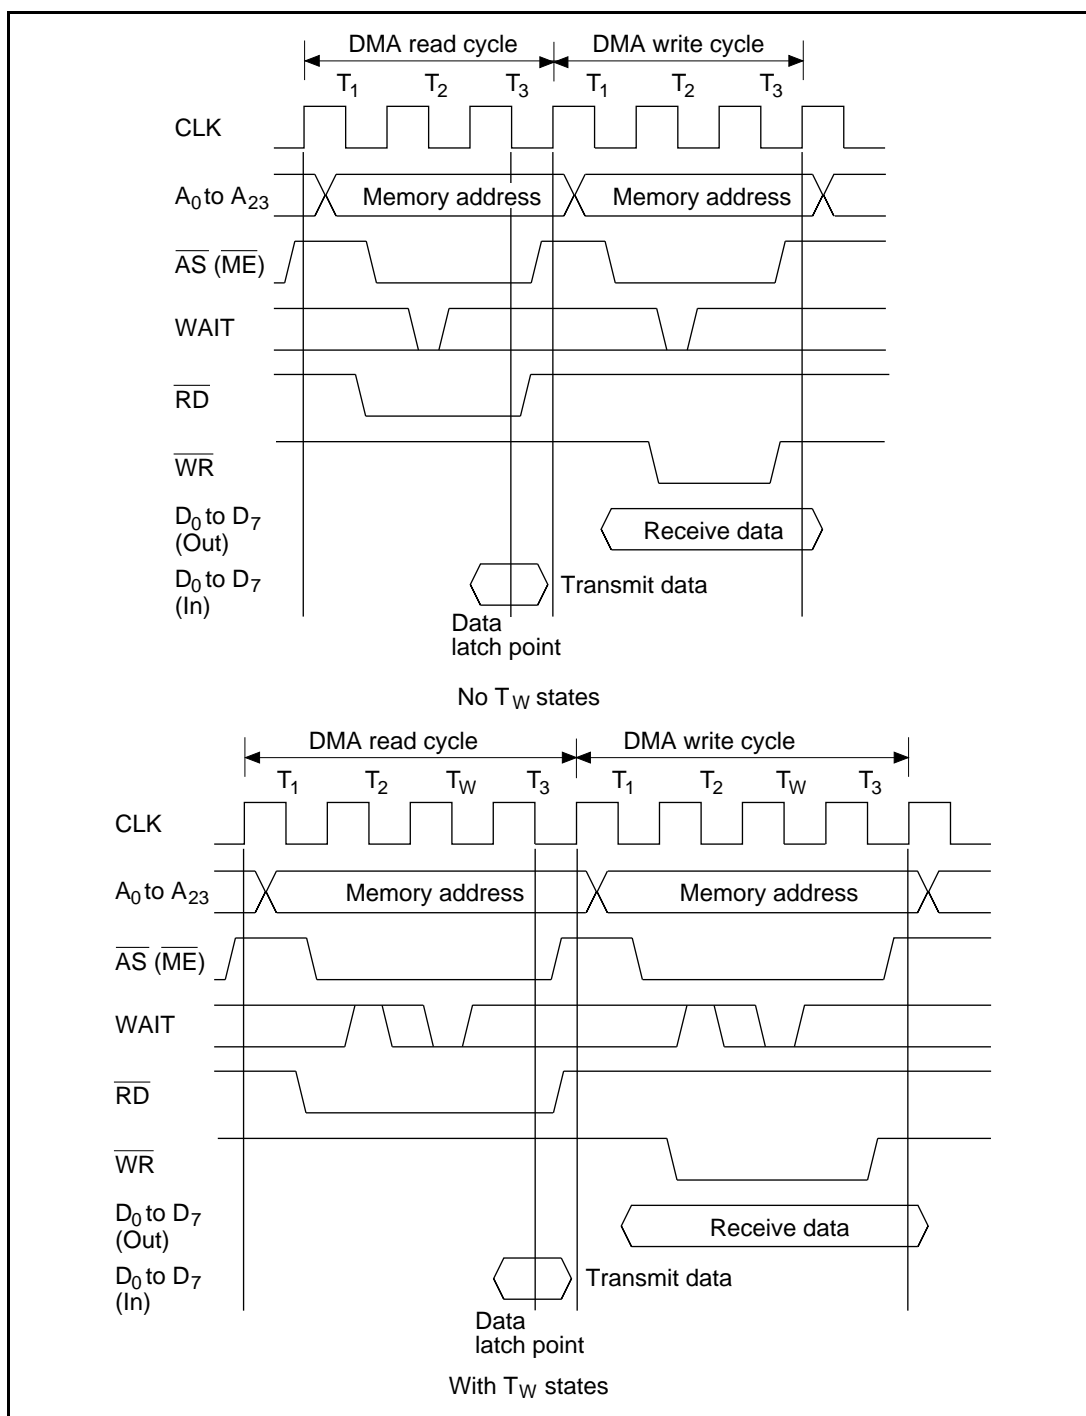 DMA read cycle DMA write cycle
T1 T2 T3 T1 T2 T3
CLK
A0 to A23 Memory address Memory address
AS (ME)
WAIT
RD
WR
D0 to D7
(Out)
Receive data
D0 to D7
(In)
Transmit data
Data
latch point
No TW states
DMA read cycle DMA write cycle
T1 T2 TW T3 T1 T2 TW T3
CLK
A0 to A23 Memory address Memory address
AS (ME)
WAIT
RD
WR
D0 to D7
(Out)
Receive data
D0 to D7
(In)
Transmit data
Data
latch point
With TW states